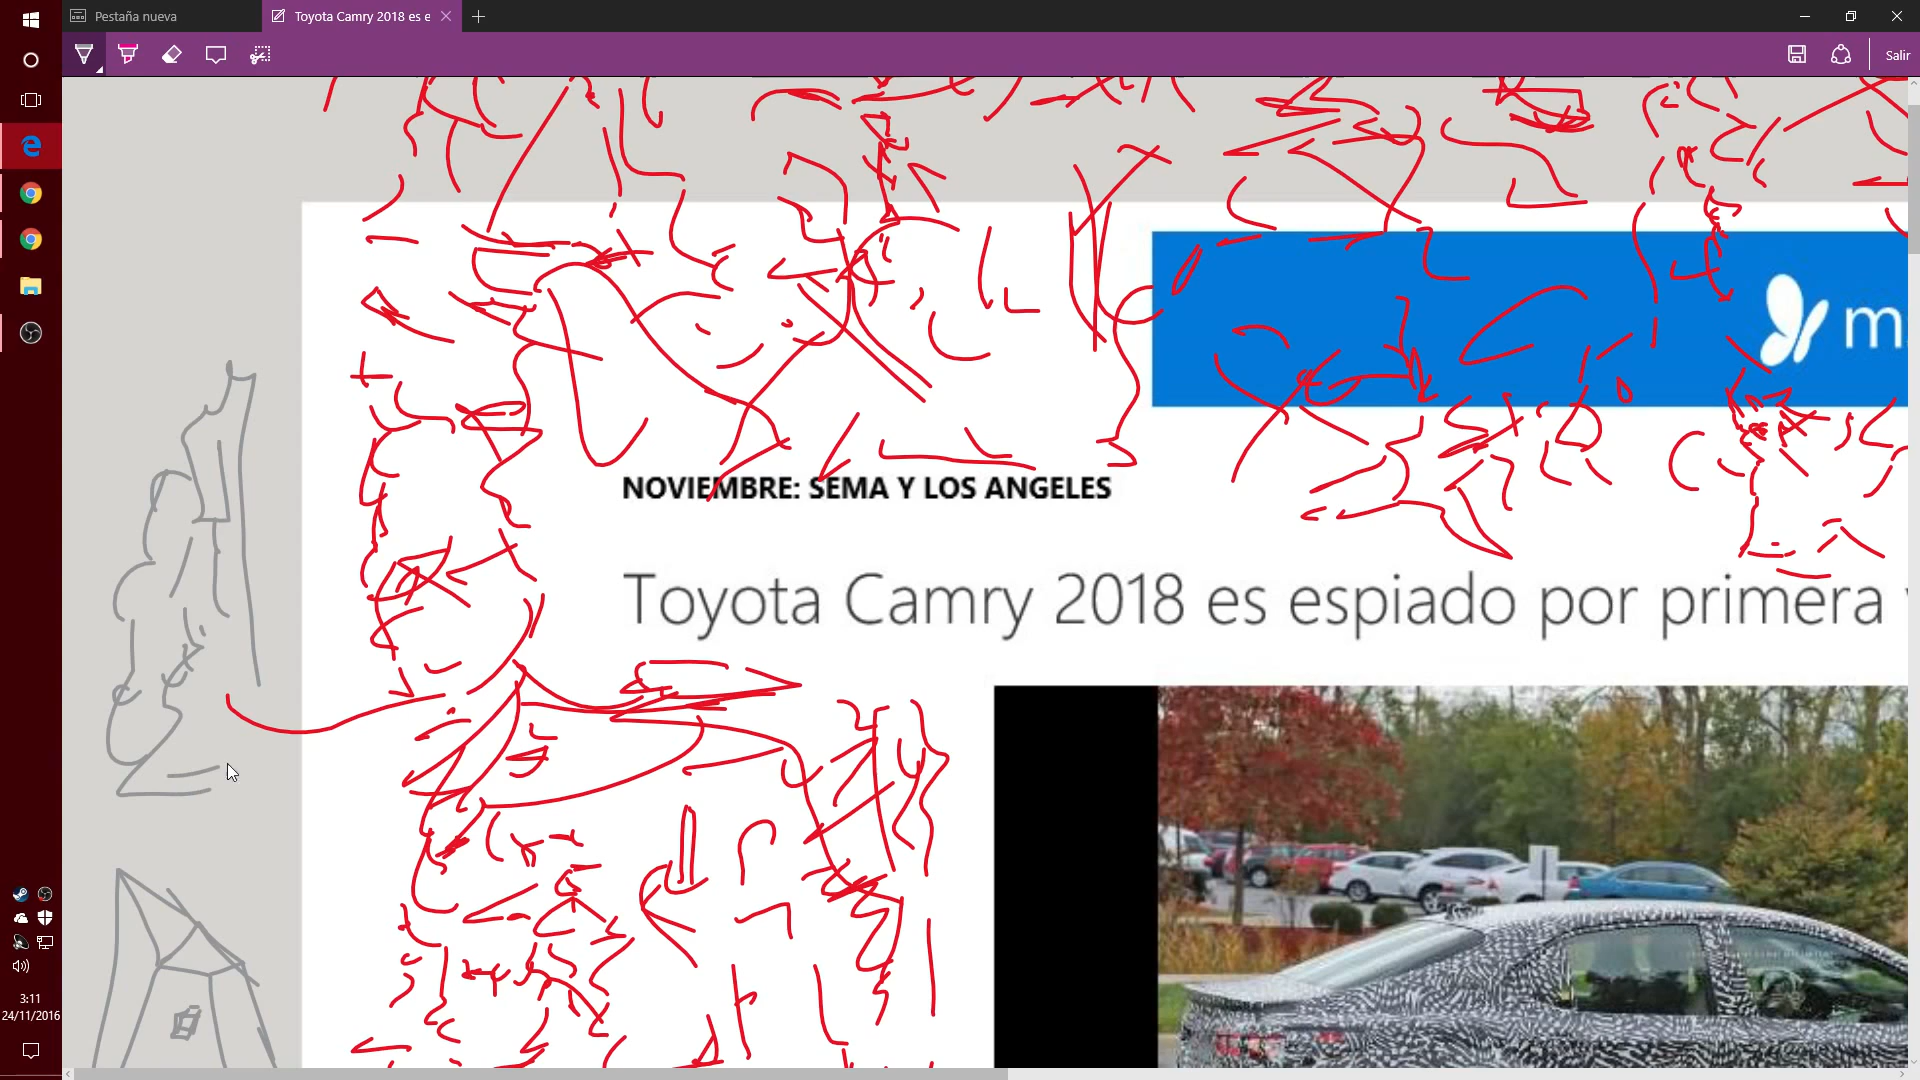 Pestaña nueva
Toyota Camry 2018 es e
Salir
m
NOVIEMBRE: SEMA Y LOS ANGELES
Toyota Camry 2018 es espiado por primera
3:11
24/11/2016